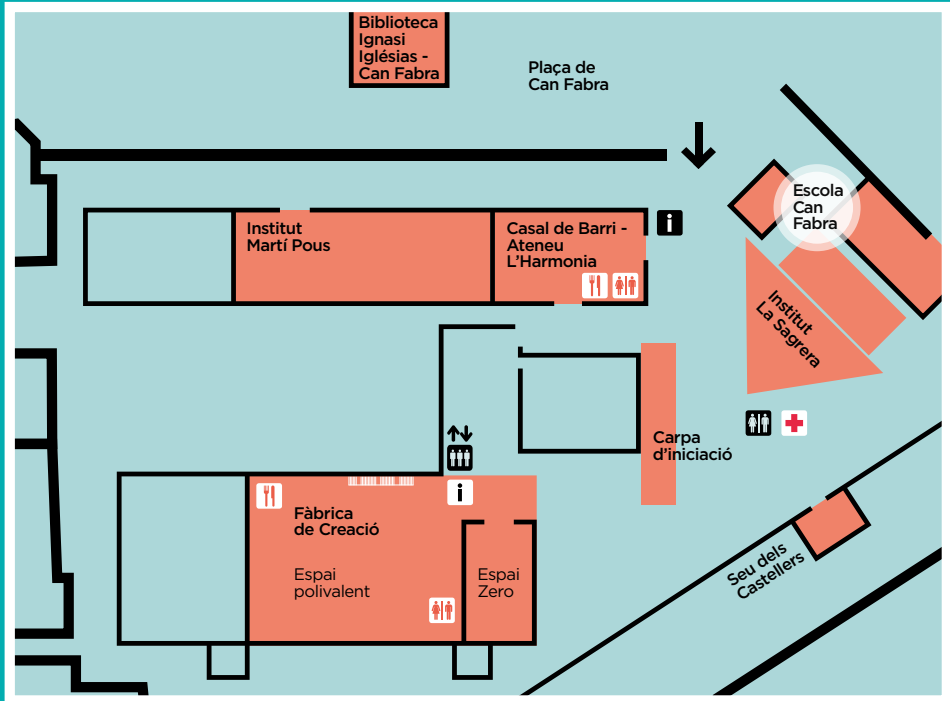 Biblioteca
Ignasi
Iglésias -
Can Fabra
Plaça de
Can Fabra
Escola
Can
Fabra
Institut
Martí Pous
Casal de Barri -
Ateneu
L'Harmonia
i
Institut
La Sagrera
Carpa
d'iniciació
i
Fàbrica
de Creació
Espai
polivalent
Espai
Zero
Seu dels
Castellers